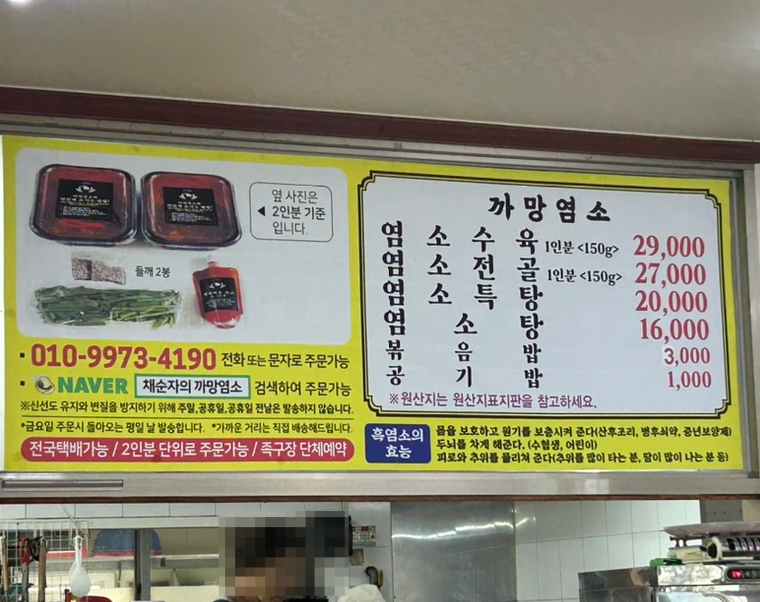 옆 사진은
◀ 2인분 기준
입니다.
들깨 2봉
· 010-9973-4190 전화 또는 문자로 주문가능
· NAVER 채순자의 까망염소 검색하여 주문가능
※신선도 유지와 변질을 방지하기 위해 주말,공휴일,공휴일 전날은 발송하지 않습니다.
*금요일 주문시 돌아오는 평일 날 발송합니다. *가까운 거리는 직접 배송해드립니다.
전국택배가능 / 2인분 단위로 주문가능 / 족구장 단체예약
까망염소
염소수육 1인분 <150g> 29,000
염소전골 1인분 <150g> 27,000
염소특탕 20,000
염소탕 16,000
볶음밥 3,000
공기밥 1,000
※원산지는 원산지표지판을 참고하세요.
흑염소의
효능
몸을 보호하고 원기를 보충시켜 준다(산후조리, 병후쇠약, 중년보양제)
두뇌를 차게 해준다, (수험생, 어린이)
피로와 추위를 물리쳐 준다(추위를 많이 타는 분, 땀이 많이 나는 분 등)